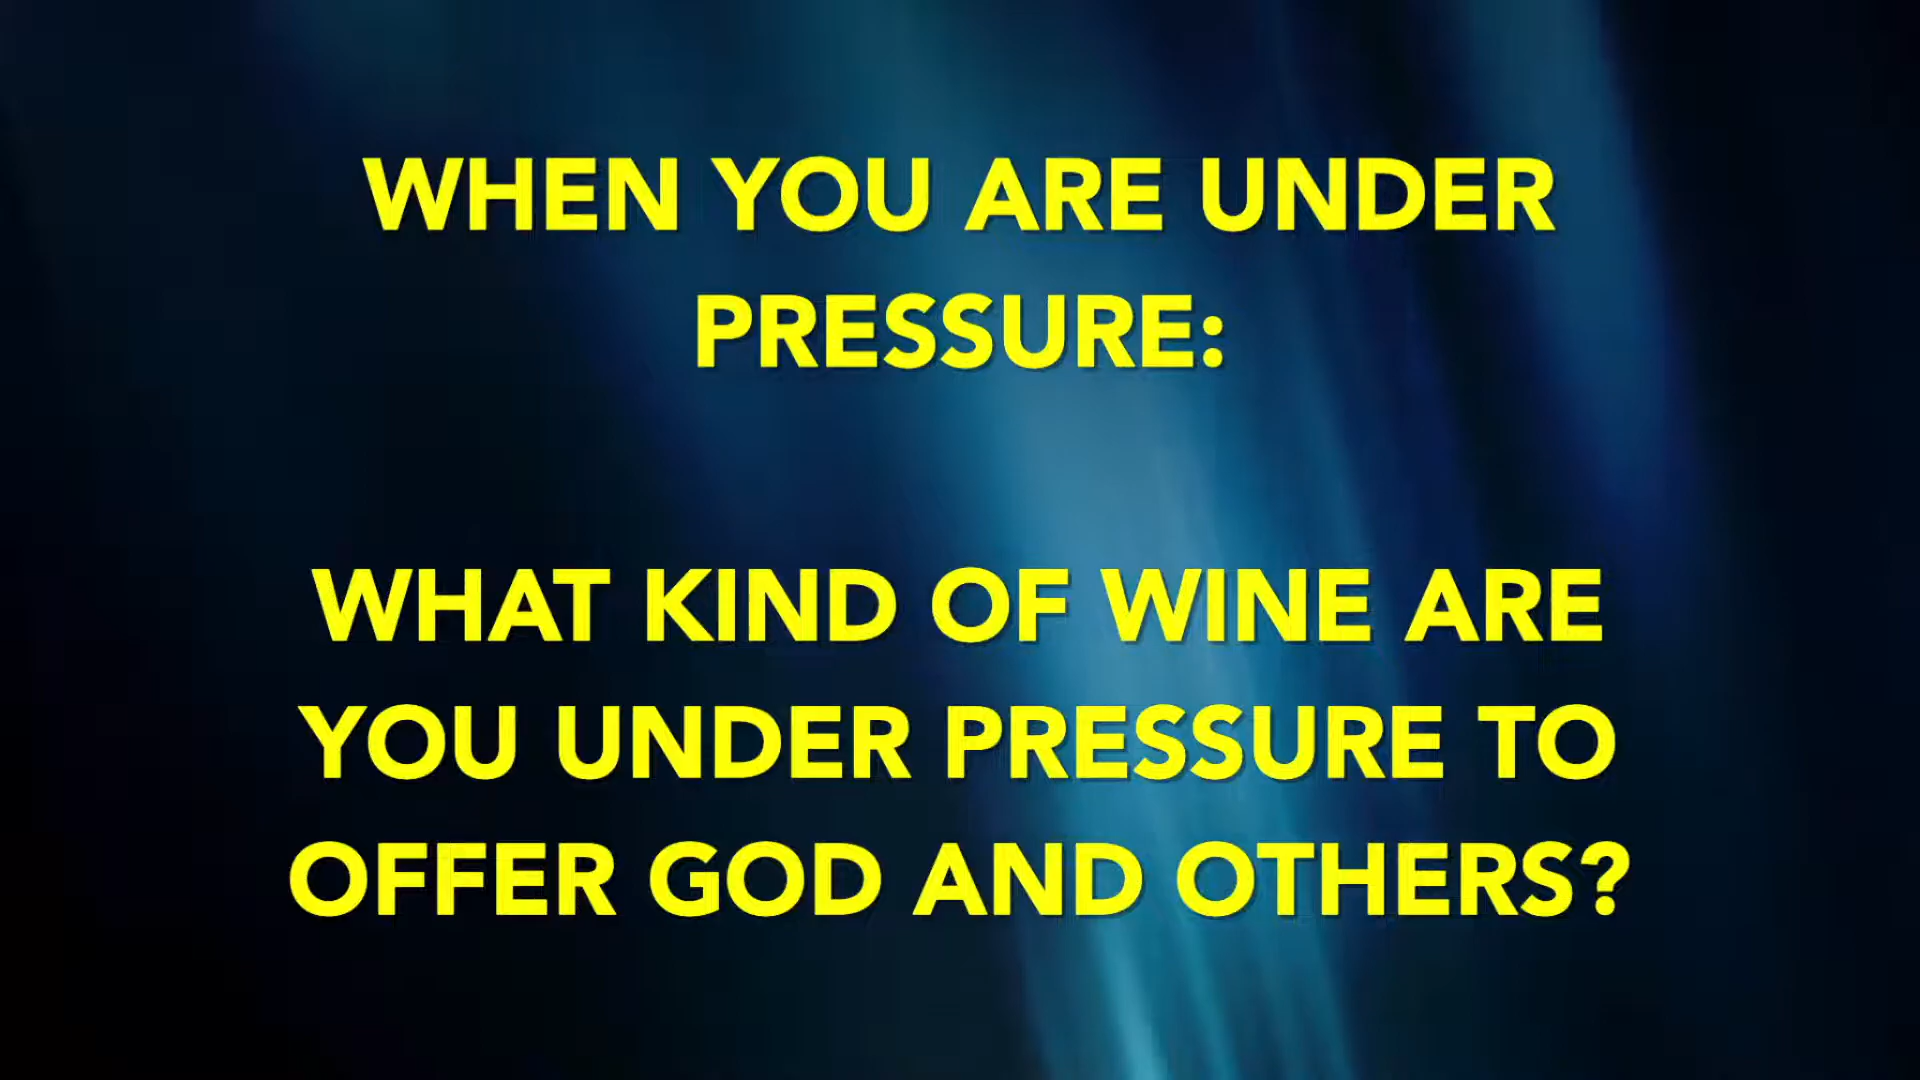 WHEN YOU ARE UNDER
PRESSURE:
WHAT KIND OF WINE ARE
YOU UNDER PRESSURE TO
OFFER GOD AND OTHERS?